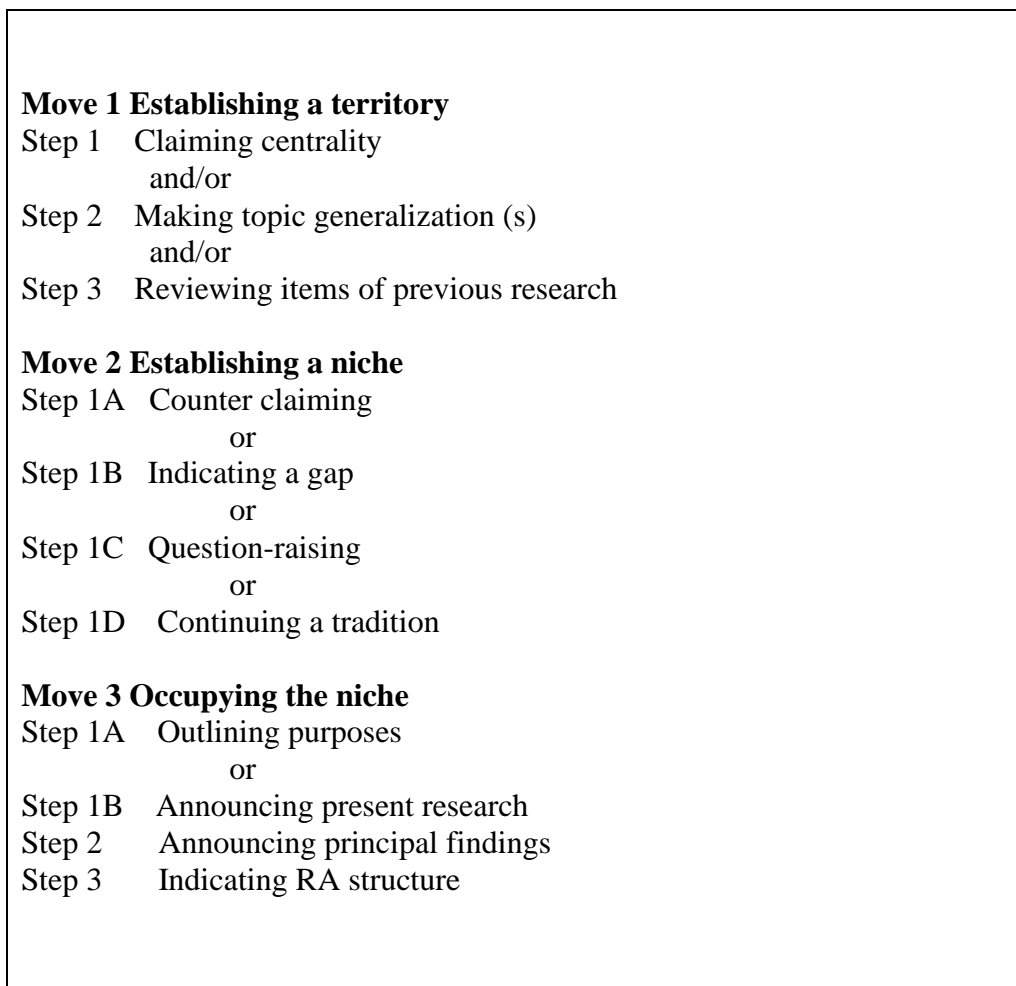 Move 1 Establishing a territory
Step 1 Claiming centrality
and/or
Step 2 Making topic generalization (s)
and/or
Step 3 Reviewing items of previous research
Move 2 Establishing a niche
Step 1A Counter claiming
or
Step 1B Indicating a gap
or
Step 1C Question-raising
or
Step 1D Continuing a tradition
Move 3 Occupying the niche
Step 1A Outlining purposes
or
Step 1B Announcing present research
Step 2 Announcing principal findings
Step 3 Indicating RA structure